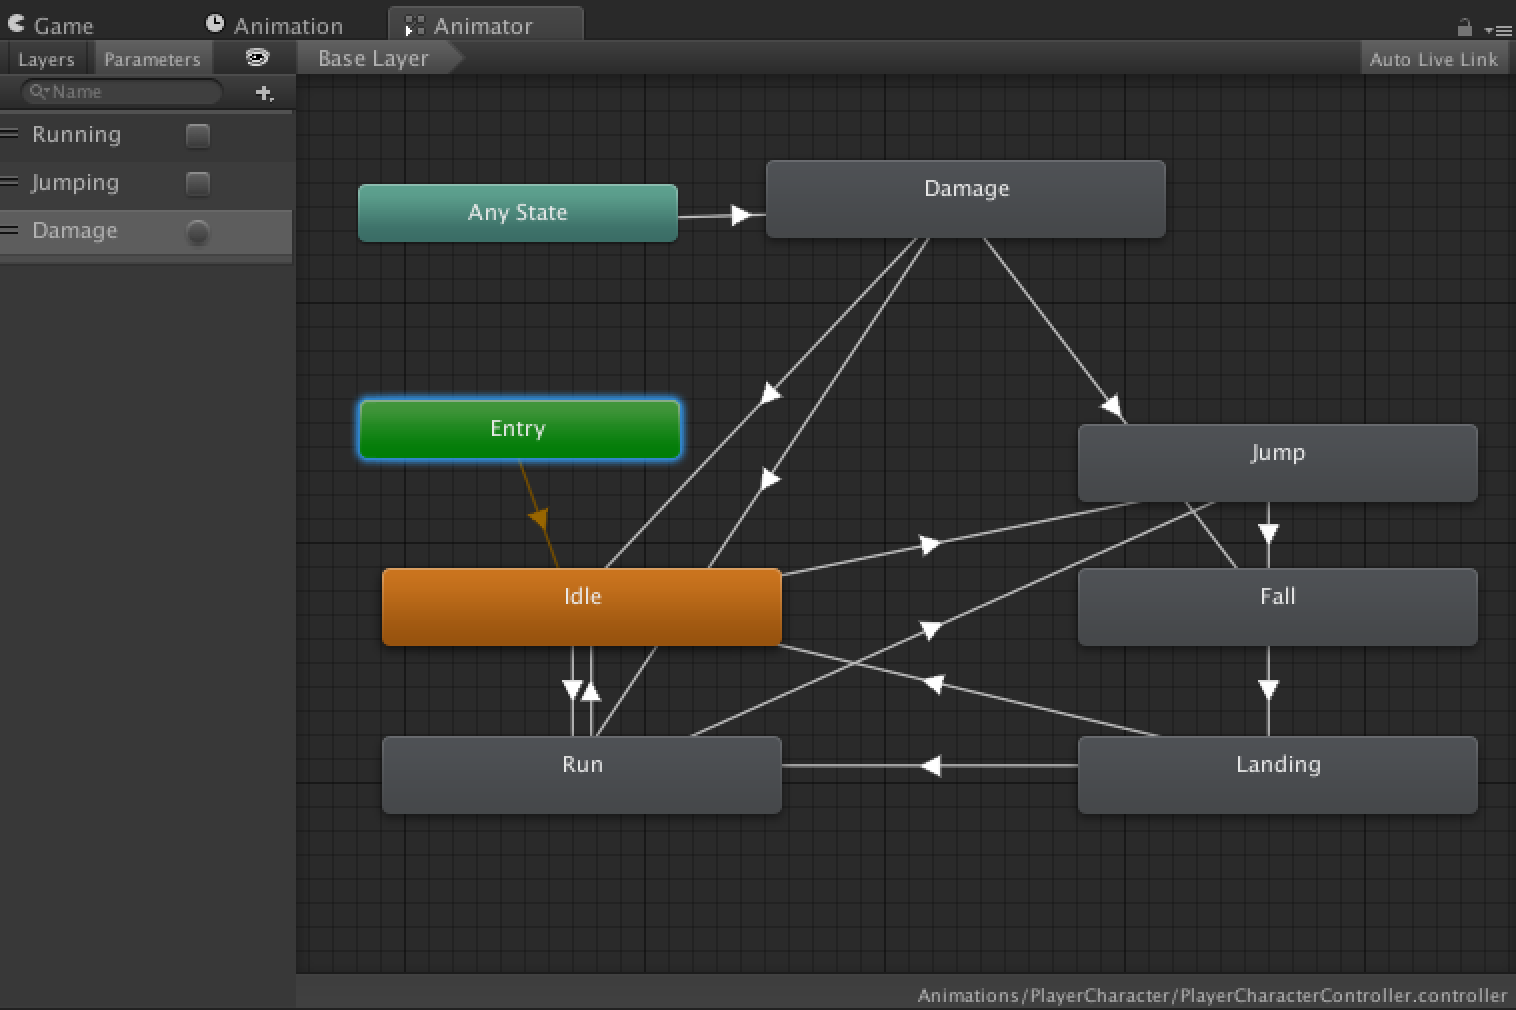 Game
Animation
Animator
Layers
Parameters
Base Layer
Auto Live Link
Name
Running
Jumping
Damage
Any State
Damage
Entry
Jump
Idle
Fall
Run
Landing
Animations/PlayerCharacter/PlayerCharacterController.controller